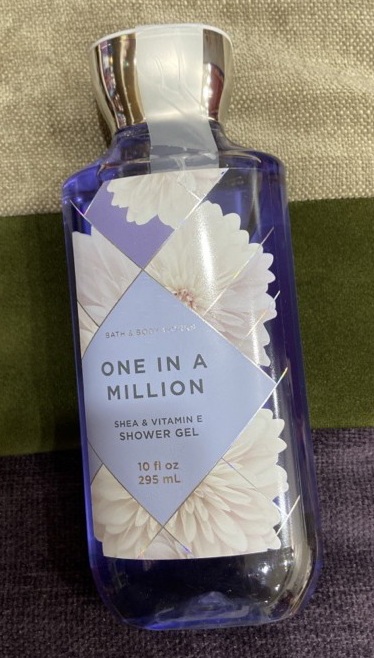 BATH & BODY WORKS
ONE IN A
MILLION
SHEA & VITAMIN E
SHOWER GEL
10 fl oz
295 mL